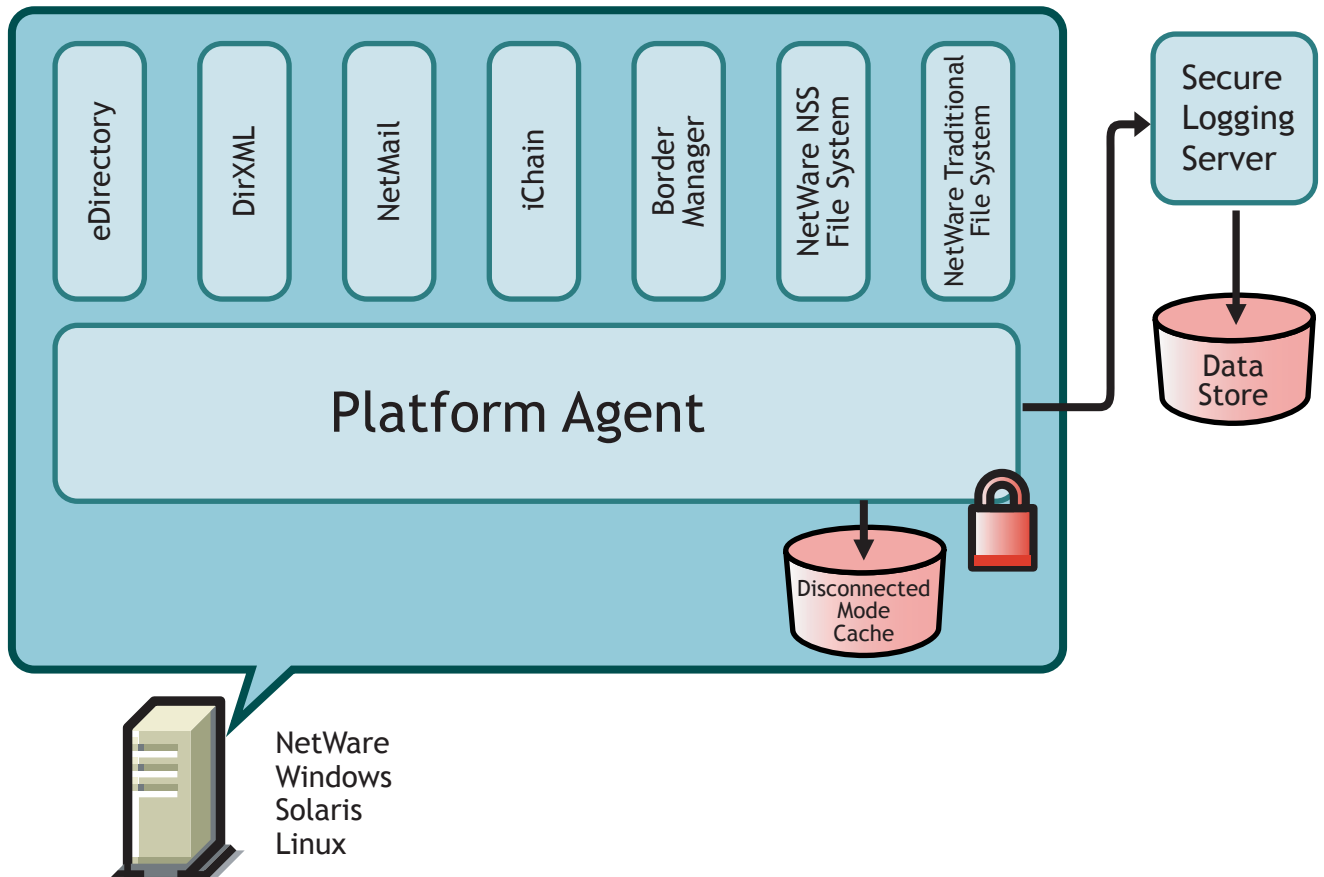 eDirectory
DirXML
NetMail
iChain
Border
Manager
NetWare NSS
File System
NetWare Traditional
File System
Secure
Logging
Server
Platform Agent
Data
Store
Disconnected
Mode
Cache
NetWare
Windows
Solaris
Linux